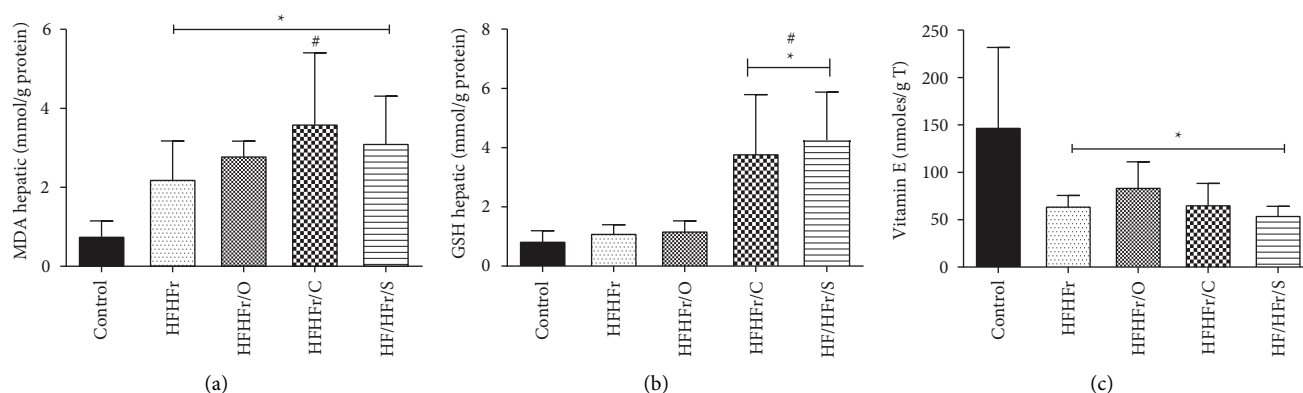 MDA hepatic (mmol/g protein)
6
4
2
0
*
#
Control
HFHFr
HFHFr/O
HFHFr/C
HF/HFr/S
(a)
GSH hepatic (mmol/g protein)
8
6
4
2
0
#
*
Control
HFHFr
HFHFr/O
HFHFr/C
HF/HFr/S
(b)
Vitamin E (nmoles/g T)
250
200
150
100
50
0
*
Control
HFHFr
HFHFr/O
HFHFr/C
HF/HFr/S
(c)